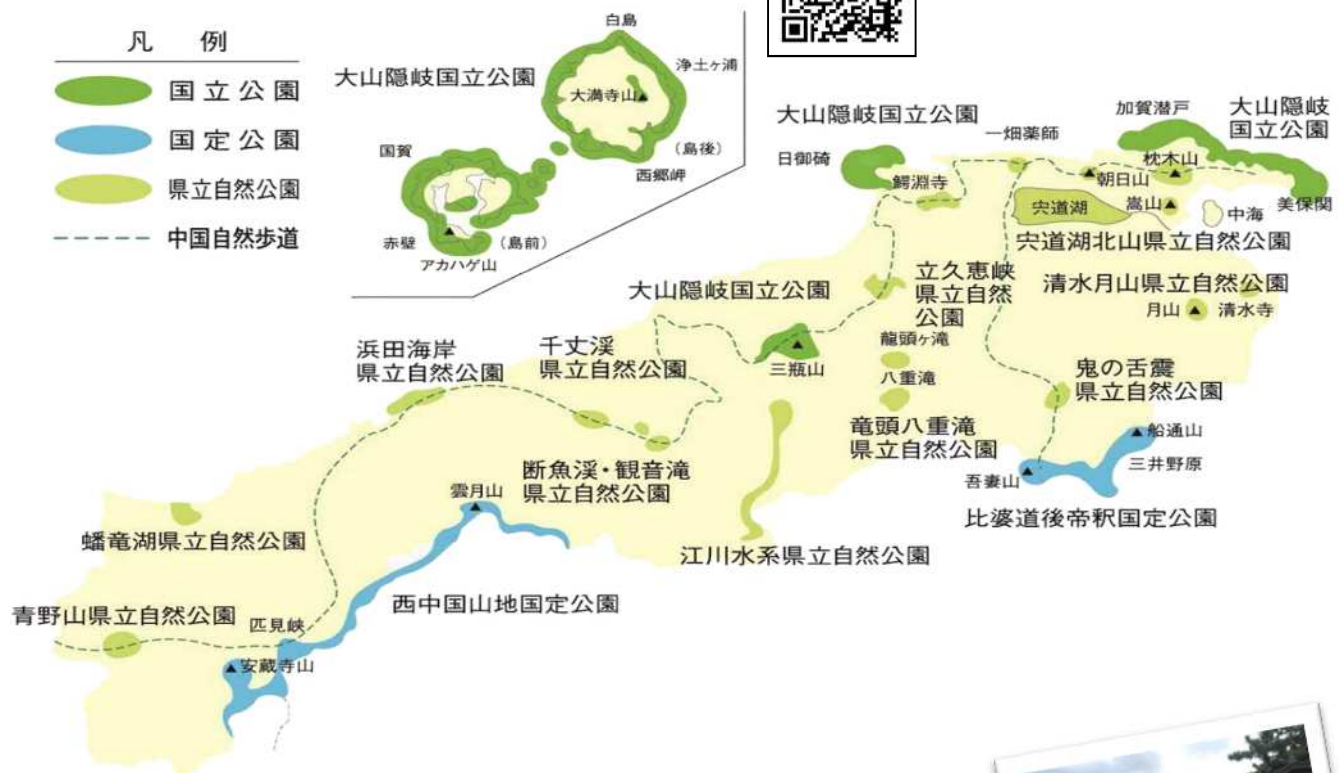 凡 例
国立公園
国定公園
県立自然公園
中国自然歩道
白島
浄土ヶ浦
大山隠岐国立公園
大満寺山
国賀
(島後)
西郷岬
赤壁
(島前)
アカハゲ山
大山隠岐国立公園
日御碕
一畑薬師
加賀潜戸
大山隠岐
国立公園
枕木山
朝日山
鰐淵寺
宍道湖
嵩山
中海
美保関
宍道湖北山県立自然公園
大山隠岐国立公園
三瓶山
立久恵峡
県立自然
公園
清水月山県立自然公園
月山
清水寺
龍頭ヶ滝
八重滝
竜頭八重滝
県立自然公園
鬼の舌震
県立自然公園
船通山
三井野原
吾妻山
比婆道後帝釈国定公園
浜田海岸
県立自然公園
千丈渓
県立自然公園
断魚渓・観音滝
県立自然公園
雲月山
江川水系県立自然公園
蟠竜湖県立自然公園
西中国山地国定公園
青野山県立自然公園
匹見峡
安蔵寺山